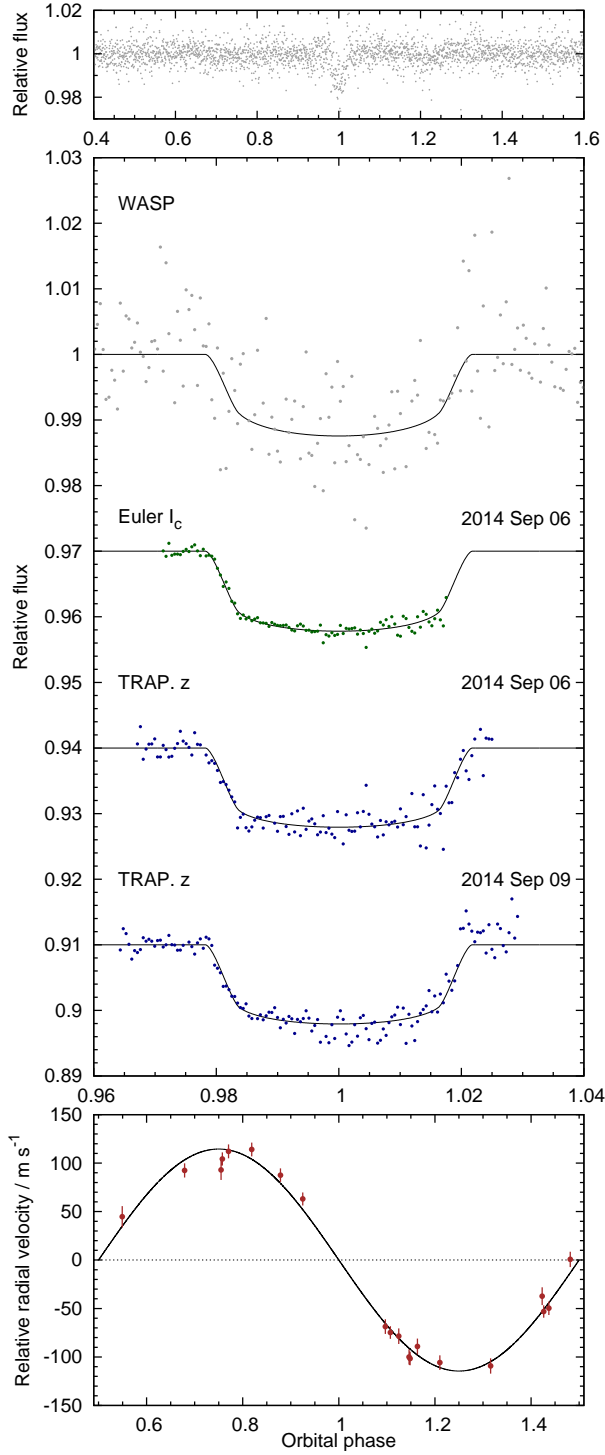 Relative flux
1.02
1
0.98
0.4 0.6 0.8 1 1.2 1.4 1.6
Relative flux
1.03
WASP
1.02
1.01
1
0.99
0.98
Euler Ic 2014 Sep 06
0.97
0.96
0.95
TRAP. z 2014 Sep 06
0.94
0.93
0.92
TRAP. z 2014 Sep 09
0.91
0.9
0.89
0.96 0.98 1 1.02 1.04
Relative radial velocity / m s-1
150
100
50
0
-50
-100
-150
0.6 0.8 1 1.2 1.4
Orbital phase